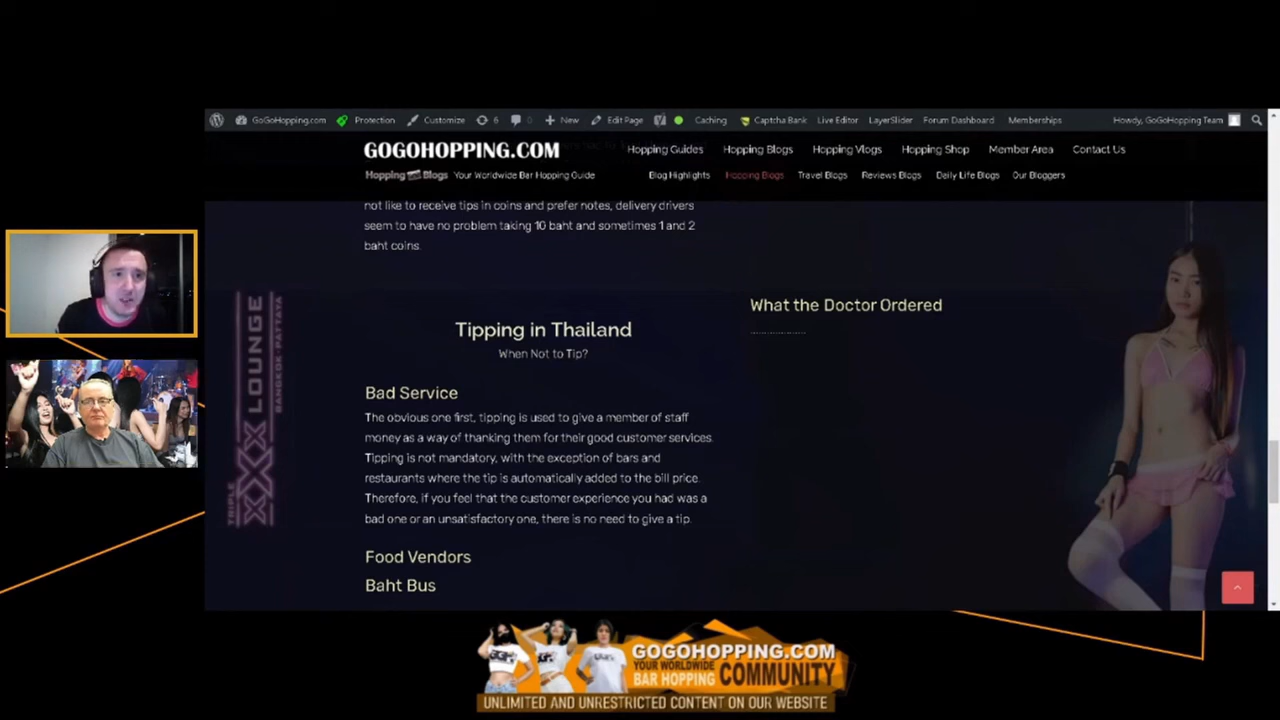 GoGoHopping.com Protection Customize 6 0 New Edit Page Caching Captcha Bank Live Editor LayerSlider Forum Dashboard Memberships Howdy, GoGoHopping Team
GOGOHOPPING.COM Hopping Guides Hopping Blogs Hopping Vlogs Hopping Shop Member Area Contact Us
Hopping Blogs Your Worldwide Bar Hopping Guide Blog Highlights Hopping Blogs Travel Blogs Reviews Blogs Daily Life Blogs Our Bloggers
not like to receive tips in coins and prefer notes, delivery drivers
seem to have no problem taking 10 baht and sometimes 1 and 2
baht coins.
TRIPLE XXX LOUNGE
BANGKOK-PATTAYA
Tipping in Thailand
When Not to Tip?
Bad Service
The obvious one first, tipping is used to give a member of staff
money as a way of thanking them for their good customer services.
Tipping is not mandatory, with the exception of bars and
restaurants where the tip is automatically added to the bill price.
Therefore, if you feel that the customer experience you had was a
bad one or an unsatisfactory one, there is no need to give a tip.
Food Vendors
Baht Bus
What the Doctor Ordered
GOGOHOPPING.COM
YOUR WORLDWIDE
BAR HOPPING COMMUNITY
UNLIMITED AND UNRESTRICTED CONTENT ON OUR WEBSITE